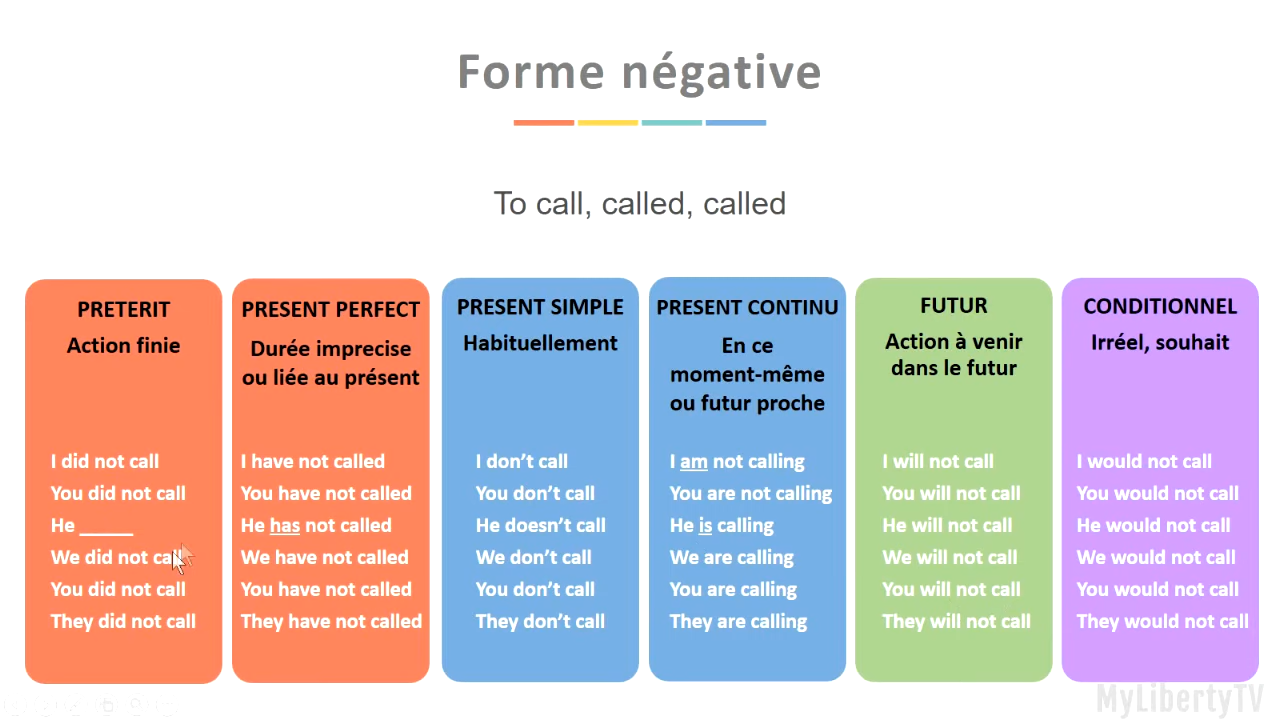 Forme négative
To call, called, called
PRETERIT
Action finie
I did not call
You did not call
He _____
We did not call
You did not call
They did not call
PRESENT PERFECT
Durée imprecise
ou liée au présent
I have not called
You have not called
He has not called
We have not called
You have not called
They have not called
PRESENT SIMPLE
Habituellement
I don't call
You don't call
He doesn't call
We don't call
You don't call
They don't call
PRESENT CONTINU
En ce
moment-même
ou futur proche
I am not calling
You are not calling
He is calling
We are calling
You are calling
They are calling
FUTUR
Action à venir
dans le futur
I will not call
You will not call
He will not call
We will not call
You will not call
They will not call
CONDITIONNEL
Irréel, souhait
I would not call
You would not call
He would not call
We would not call
You would not call
They would not call
MyLibertyTV